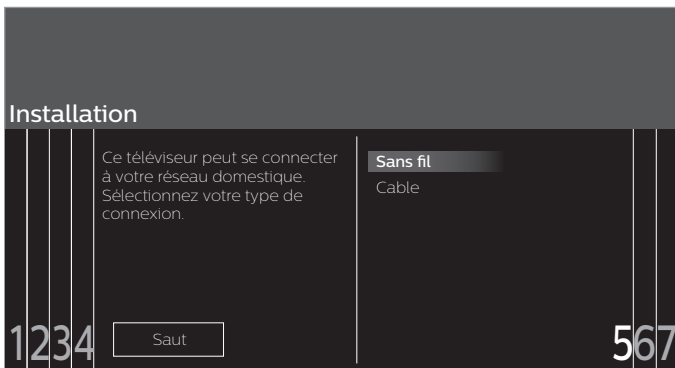 Installation
Ce téléviseur peut se connecter
à votre réseau domestique.
Sélectionnez votre type de
connexion.
Sans fil
Cable
Saut
1234
567